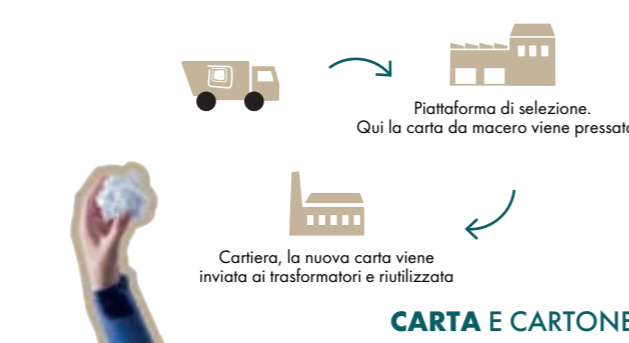 Piattaforma di selezione.
Qui la carta da macero viene pressata
Cartiera, la nuova carta viene
inviata ai trasformatori e riutilizzata
CARTA E CARTONE